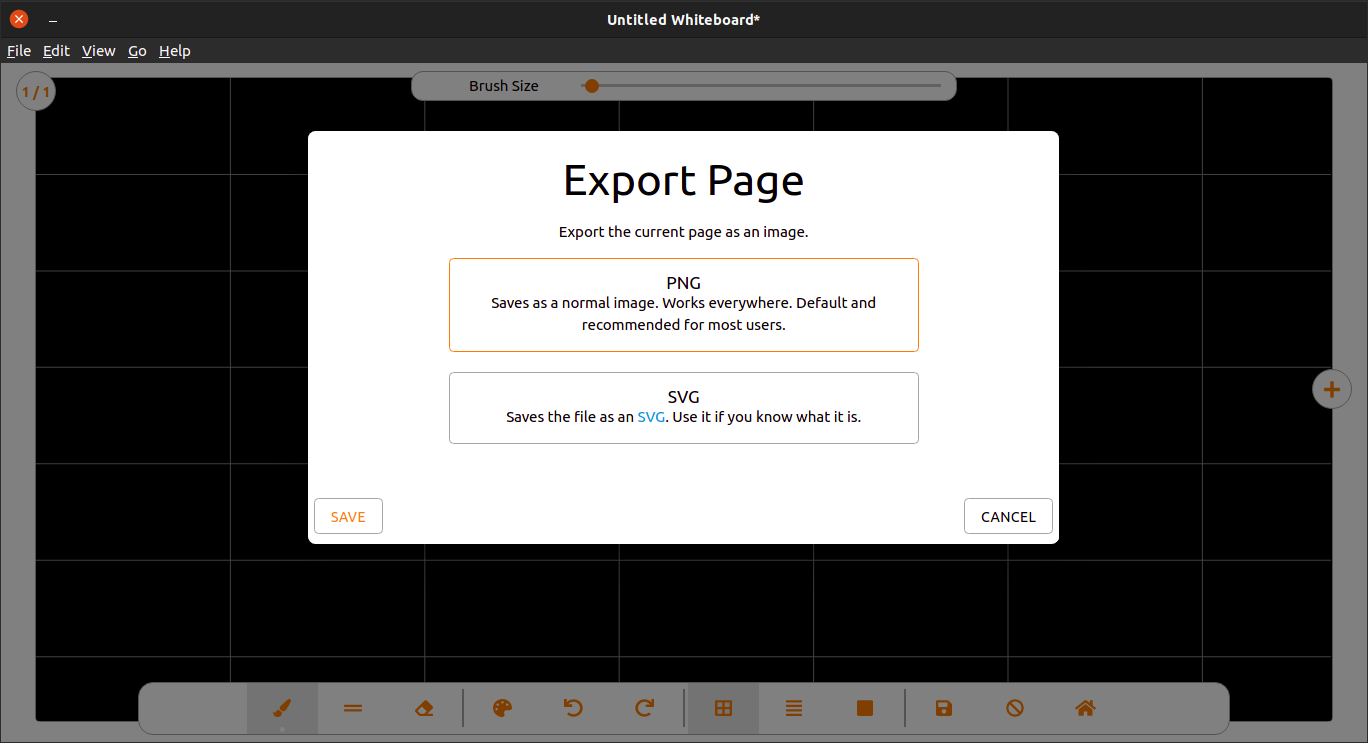 Untitled Whiteboard*
File Edit View Go Help
1 / 1
Brush Size
Export Page
Export the current page as an image.
PNG
Saves as a normal image. Works everywhere. Default and
recommended for most users.
SVG
Saves the file as an SVG. Use it if you know what it is.
SAVE
CANCEL